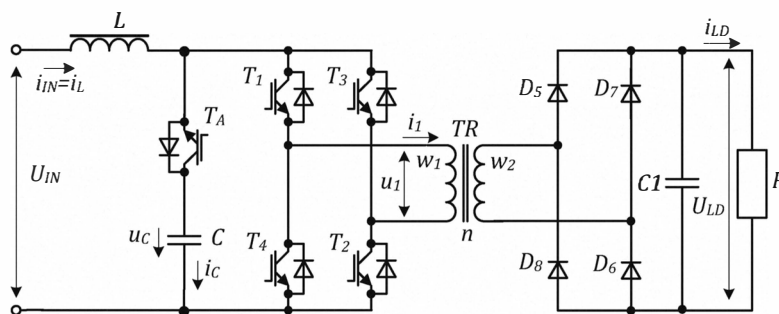 L
i_IN=i_L
U_IN
T_A
u_C
C
i_C
T_1
T_3
T_4
T_2
i_1
u_1
TR
w_1
w_2
n
D_5
D_7
D_8
D_6
C1
i_LD
U_LD